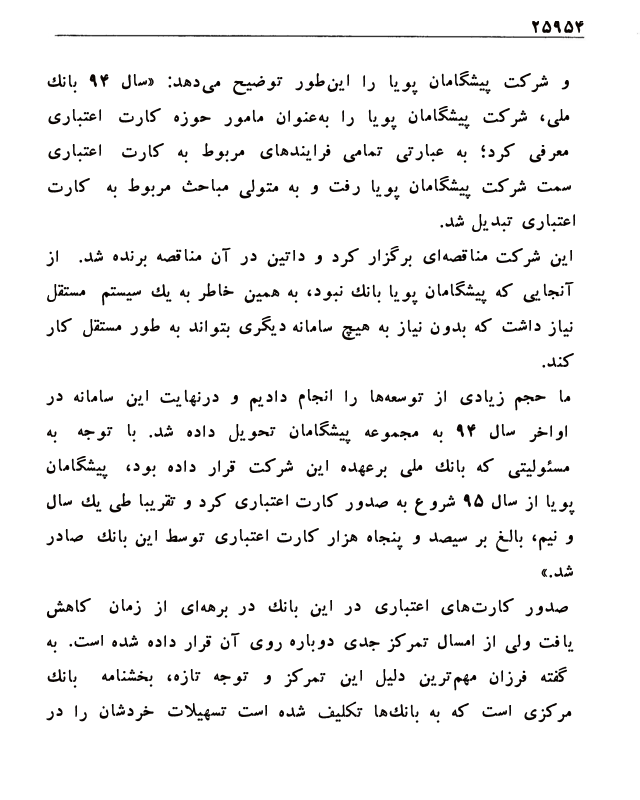 ۲۵۹۵۴
و شرکت پیشگامان پویا را این‌طور توضیح می‌دهد: «سال ۹۴ بانک
ملی، شرکت پیشگامان پویا را به‌عنوان مامور حوزه کارت اعتباری
معرفی کرد؛ به عبارتی تمامی فرایندهای مربوط به کارت اعتباری
سمت شرکت پیشگامان پویا رفت و به متولی مباحث مربوط به کارت
اعتباری تبدیل شد.
این شرکت مناقصه‌ای برگزار کرد و داتین در آن مناقصه برنده شد. از
آنجایی که پیشگامان پویا بانک نبود، به همین خاطر به یک سیستم مستقل
نیاز داشت که بدون نیاز به هیچ سامانه دیگری بتواند به طور مستقل کار
کند.
ما حجم زیادی از توسعه‌ها را انجام دادیم و درنهایت این سامانه در
اواخر سال ۹۴ به مجموعه پیشگامان تحویل داده شد. با توجه به
مسئولیتی که بانک ملی برعهده این شرکت قرار داده بود، پیشگامان
پویا از سال ۹۵ شروع به صدور کارت اعتباری کرد و تقریبا طی یک سال
و نیم، بالغ بر سیصد و پنجاه هزار کارت اعتباری توسط این بانک صادر
شد.»
صدور کارت‌های اعتباری در این بانک در برهه‌ای از زمان کاهش
یافت ولی از امسال تمرکز جدی دوباره روی آن قرار داده شده است. به
گفته فرزان مهم‌ترین دلیل این تمرکز و توجه تازه، بخشنامه بانک
مرکزی است که به بانک‌ها تکلیف شده است تسهیلات خردشان را در